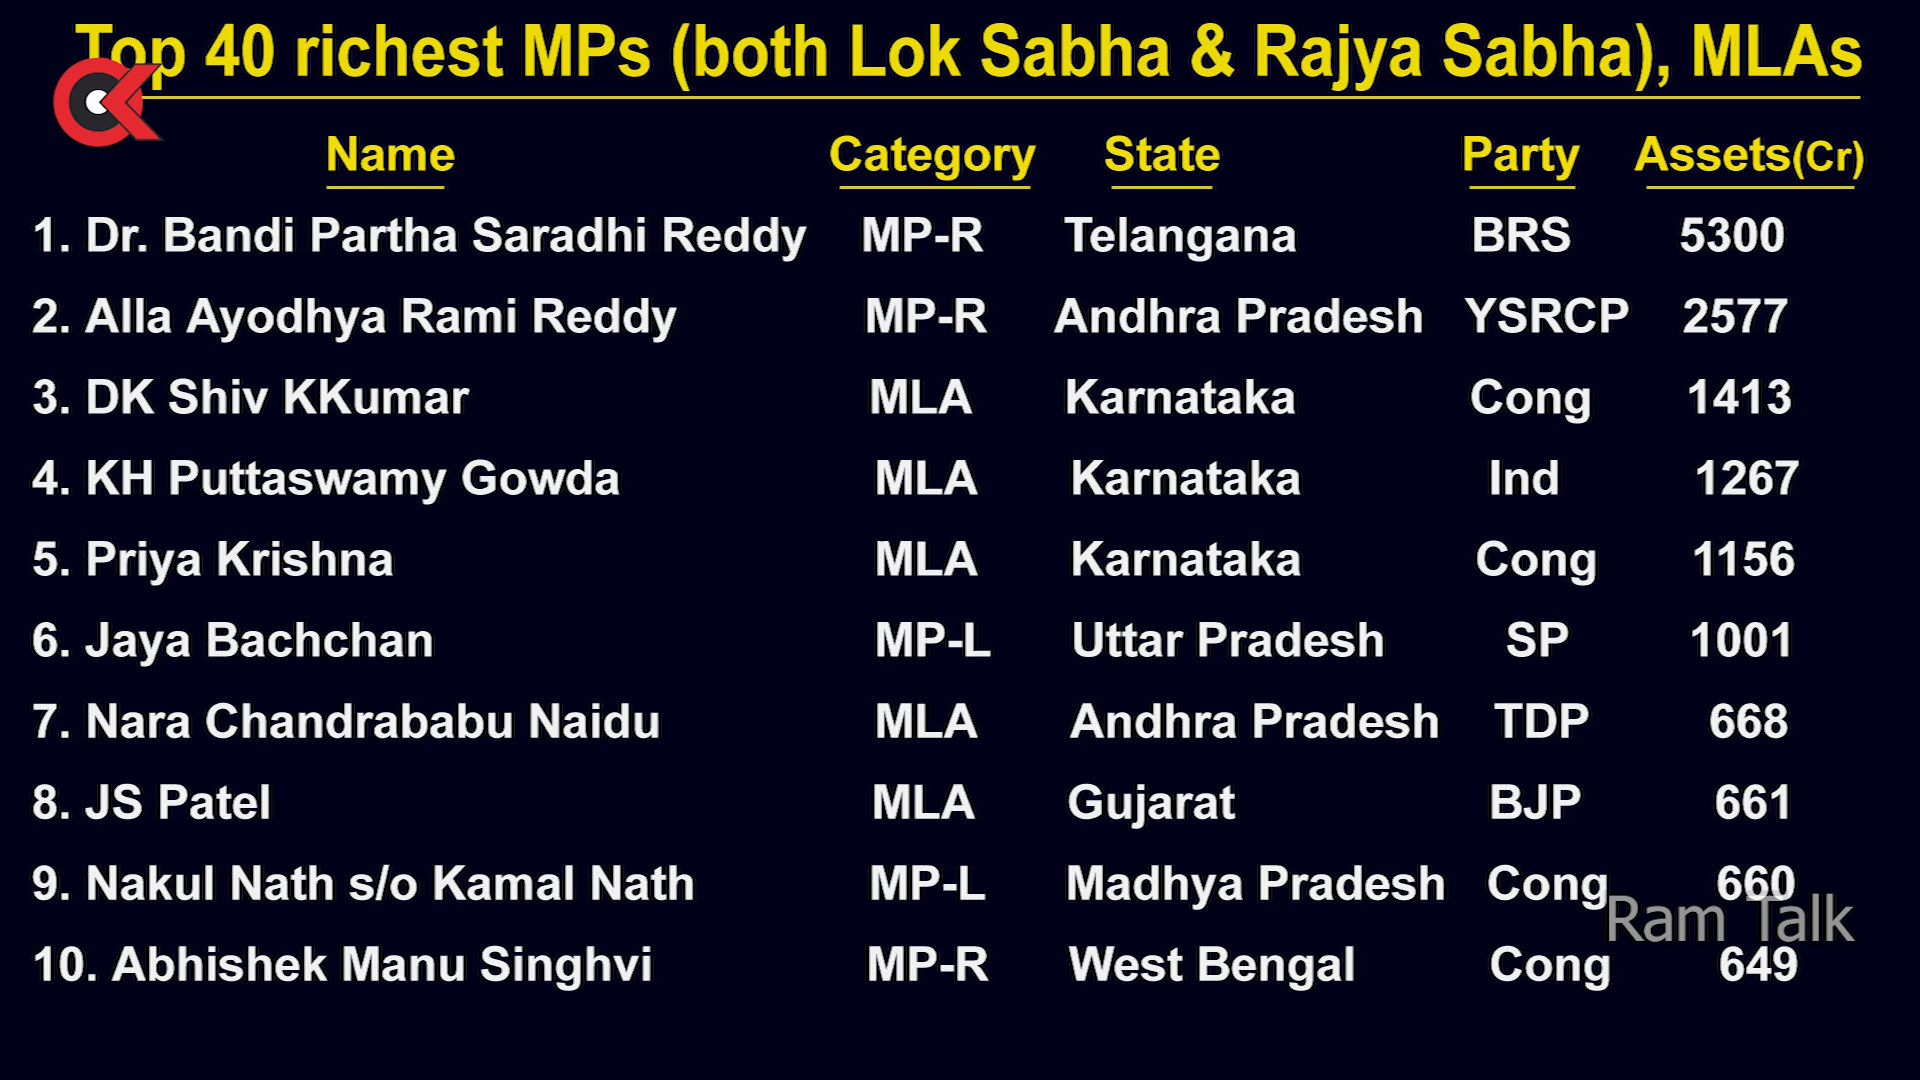 Top 40 richest MPs (both Lok Sabha & Rajya Sabha), MLAs
Name Category State Party Assets(Cr)
1. Dr. Bandi Partha Saradhi Reddy MP-R Telangana BRS 5300
2. Alla Ayodhya Rami Reddy MP-R Andhra Pradesh YSRCP 2577
3. DK Shiv KKumar MLA Karnataka Cong 1413
4. KH Puttaswamy Gowda MLA Karnataka Ind 1267
5. Priya Krishna MLA Karnataka Cong 1156
6. Jaya Bachchan MP-L Uttar Pradesh SP 1001
7. Nara Chandrababu Naidu MLA Andhra Pradesh TDP 668
8. JS Patel MLA Gujarat BJP 661
9. Nakul Nath s/o Kamal Nath MP-L Madhya Pradesh Cong 660
Ram Talk
10. Abhishek Manu Singhvi MP-R West Bengal Cong 649